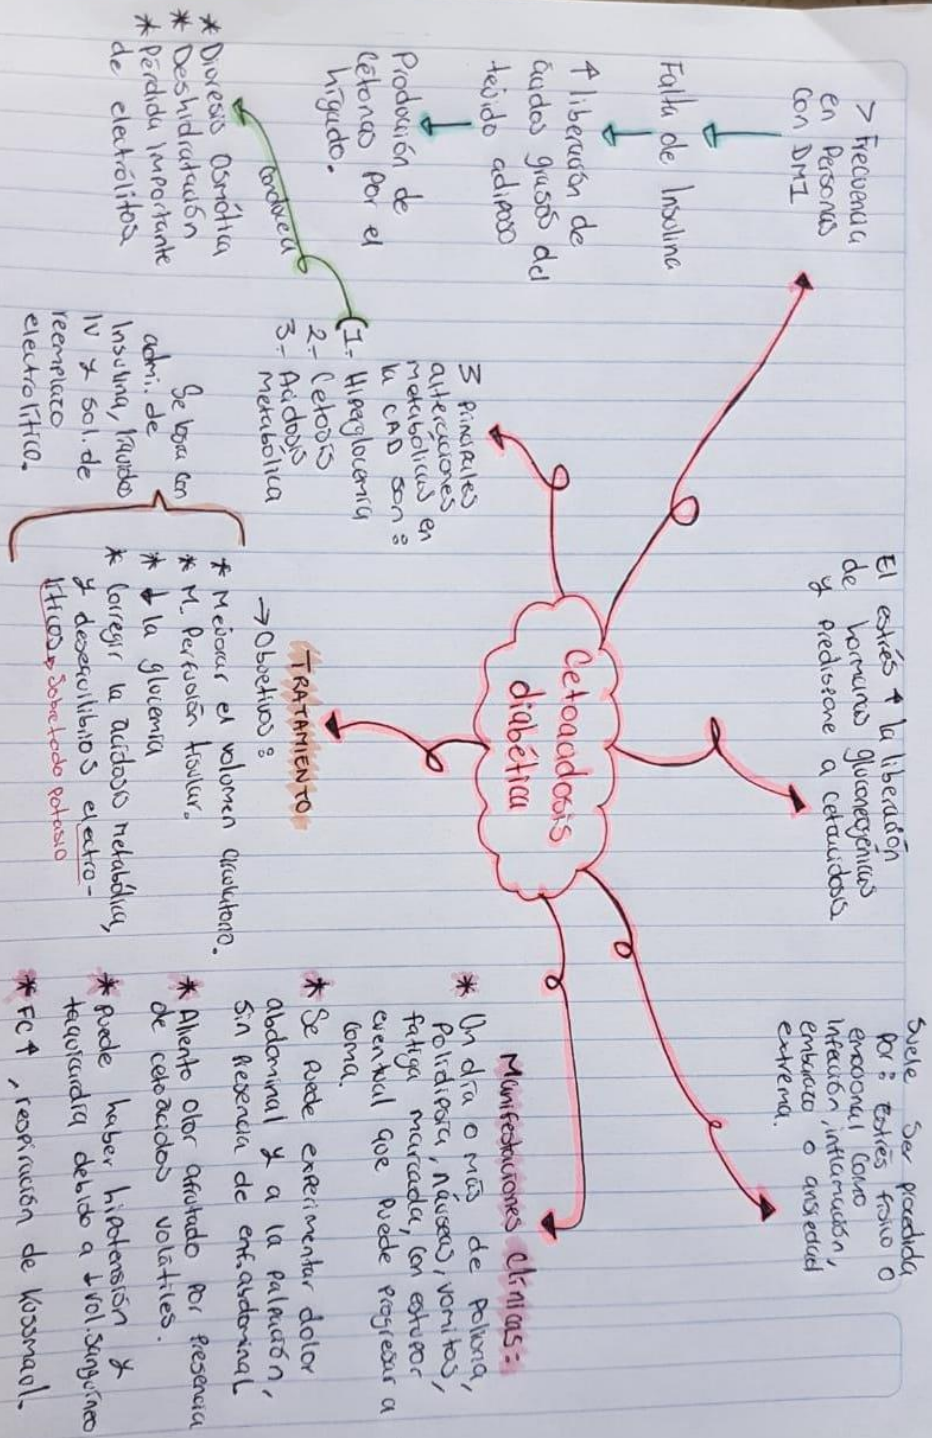 > Frecuencia
en Personas
con DM1
Falta de Insulina
↑ liberación de
ácidos grasos del
tejido adiposo
Producción de
Cetonas por el
hígado.
conducen
* Diuresis osmótica
* Deshidratación
* Pérdida importante
de electrólitos
3 principales
alteraciones
metabólicas en
la CAD son:
1.- Hiperglucemia
2.- Cetosis
3.- Acidosis
Metabólica
El estrés ↑ la liberación
de hormonas gluconeogénicas
y predispone a cetoacidosis.
Suele ser precedida
por: estrés físico o
emocional como
infección, inflamación,
embarazo o ansiedad
extrema.
Cetoacidosis
diabética
TRATAMIENTO
→ Objetivos:
* Mejorar el volumen circulatorio.
* M. Perfusión tisular.
* ↓ la glucemia
* Corregir la acidosis metabólica,
y desequilibrios electro-
líticos → Sobre todo potasio
Se logra con
admi. de
Insulina, líquidos
IV y sol. de
reemplazo
electrolítico.
Manifestaciones clínicas:
* Un día o más de poliuria,
Polidipsia, náuseas, vomitos,
fatiga marcada, con estupor
eventual que puede progresar a
coma.
* Se puede experimentar dolor
abdominal y a la palpación,
sin presencia de enf. abdominal.
* Aliento olor afrutado por presencia
de cetoácidos volátiles.
* Puede haber hipotensión y
taquicardia debido a ↓ vol. sanguíneo
* FC ↑, respiración de Kussmaul.